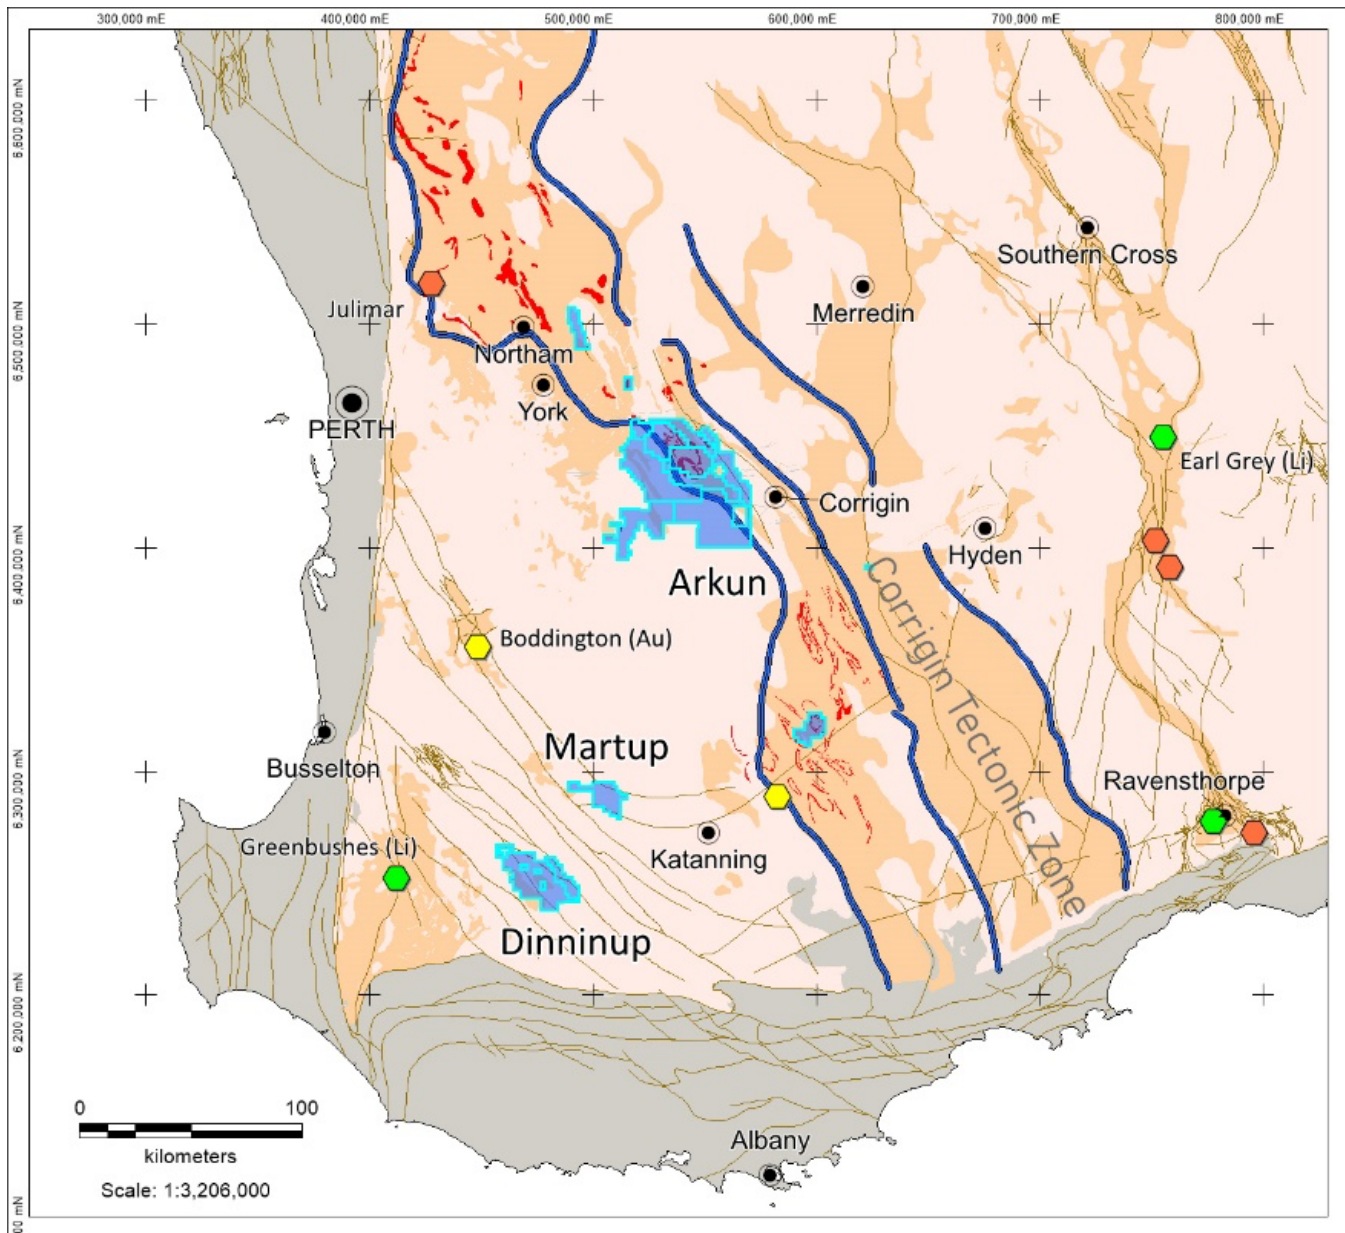 300,000 mE
400,000 mE
500,000 mE
600,000 mE
700,000 mE
800,000 mE
6,600,000 mN
6,500,000 mN
6,400,000 mN
6,300,000 mN
6,200,000 mN
00 mN
Southern Cross
Julimar
Merredin
Northam
York
PERTH
Earl Grey (Li)
Corrigin
Hyden
Arkun
Corrigin Tectonic Zone
Boddington (Au)
Martup
Busselton
Ravensthorpe
Greenbushes (Li)
Katanning
Dinninup
0 100
kilometers
Scale: 1:3,206,000
Albany